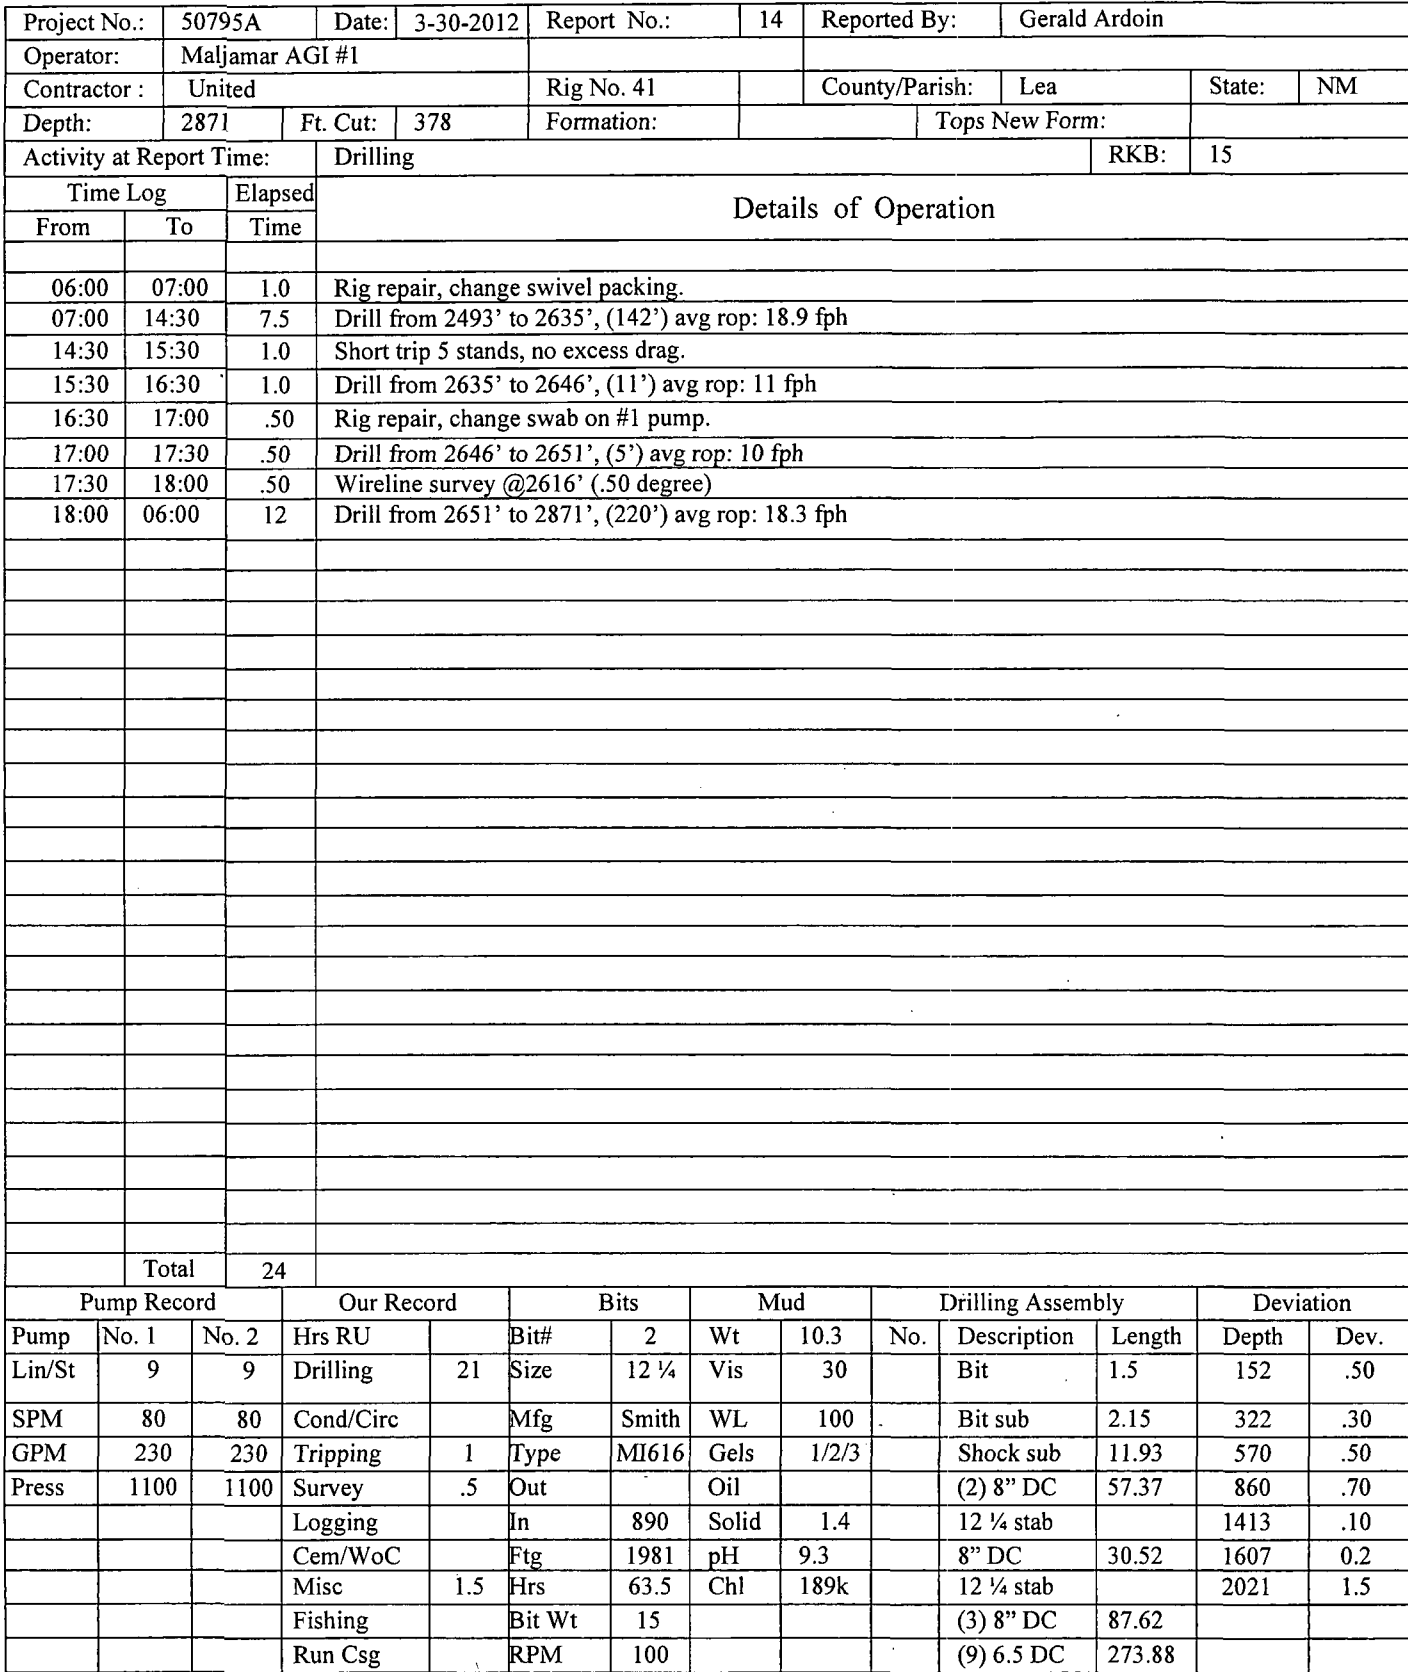 Project No.: 50795A Date: 3-30-2012 Report No.: 14 Reported By: Gerald Ardoin
Operator: Maljamar AGI #1
Contractor : United Rig No. 41 County/Parish: Lea State: NM
Depth: 2871 Ft. Cut: 378 Formation: Tops New Form:
Activity at Report Time: Drilling RKB: 15
Time Log Elapsed Details of Operation
From To Time
06:00 07:00 1.0 Rig repair, change swivel packing.
07:00 14:30 7.5 Drill from 2493’ to 2635’, (142’) avg rop: 18.9 fph
14:30 15:30 1.0 Short trip 5 stands, no excess drag.
15:30 16:30 1.0 Drill from 2635’ to 2646’, (11’) avg rop: 11 fph
16:30 17:00 .50 Rig repair, change swab on #1 pump.
17:00 17:30 .50 Drill from 2646’ to 2651’, (5’) avg rop: 10 fph
17:30 18:00 .50 Wireline survey @2616’ (.50 degree)
18:00 06:00 12 Drill from 2651’ to 2871’, (220’) avg rop: 18.3 fph
Total 24
Pump Record Our Record Bits Mud Drilling Assembly Deviation
Pump No. 1 No. 2 Hrs RU Bit# 2 Wt 10.3 No. Description Length Depth Dev.
Lin/St 9 9 Drilling 21 Size 12 ¼ Vis 30 Bit 1.5 152 .50
SPM 80 80 Cond/Circ Mfg Smith WL 100 Bit sub 2.15 322 .30
GPM 230 230 Tripping 1 Type MI616 Gels 1/2/3 Shock sub 11.93 570 .50
Press 1100 1100 Survey .5 Out Oil (2) 8” DC 57.37 860 .70
Logging In 890 Solid 1.4 12 ¼ stab 1413 .10
Cem/WoC Ftg 1981 pH 9.3 8” DC 30.52 1607 0.2
Misc 1.5 Hrs 63.5 Chl 189k 12 ¼ stab 2021 1.5
Fishing Bit Wt 15 (3) 8” DC 87.62
Run Csg RPM 100 (9) 6.5 DC 273.88